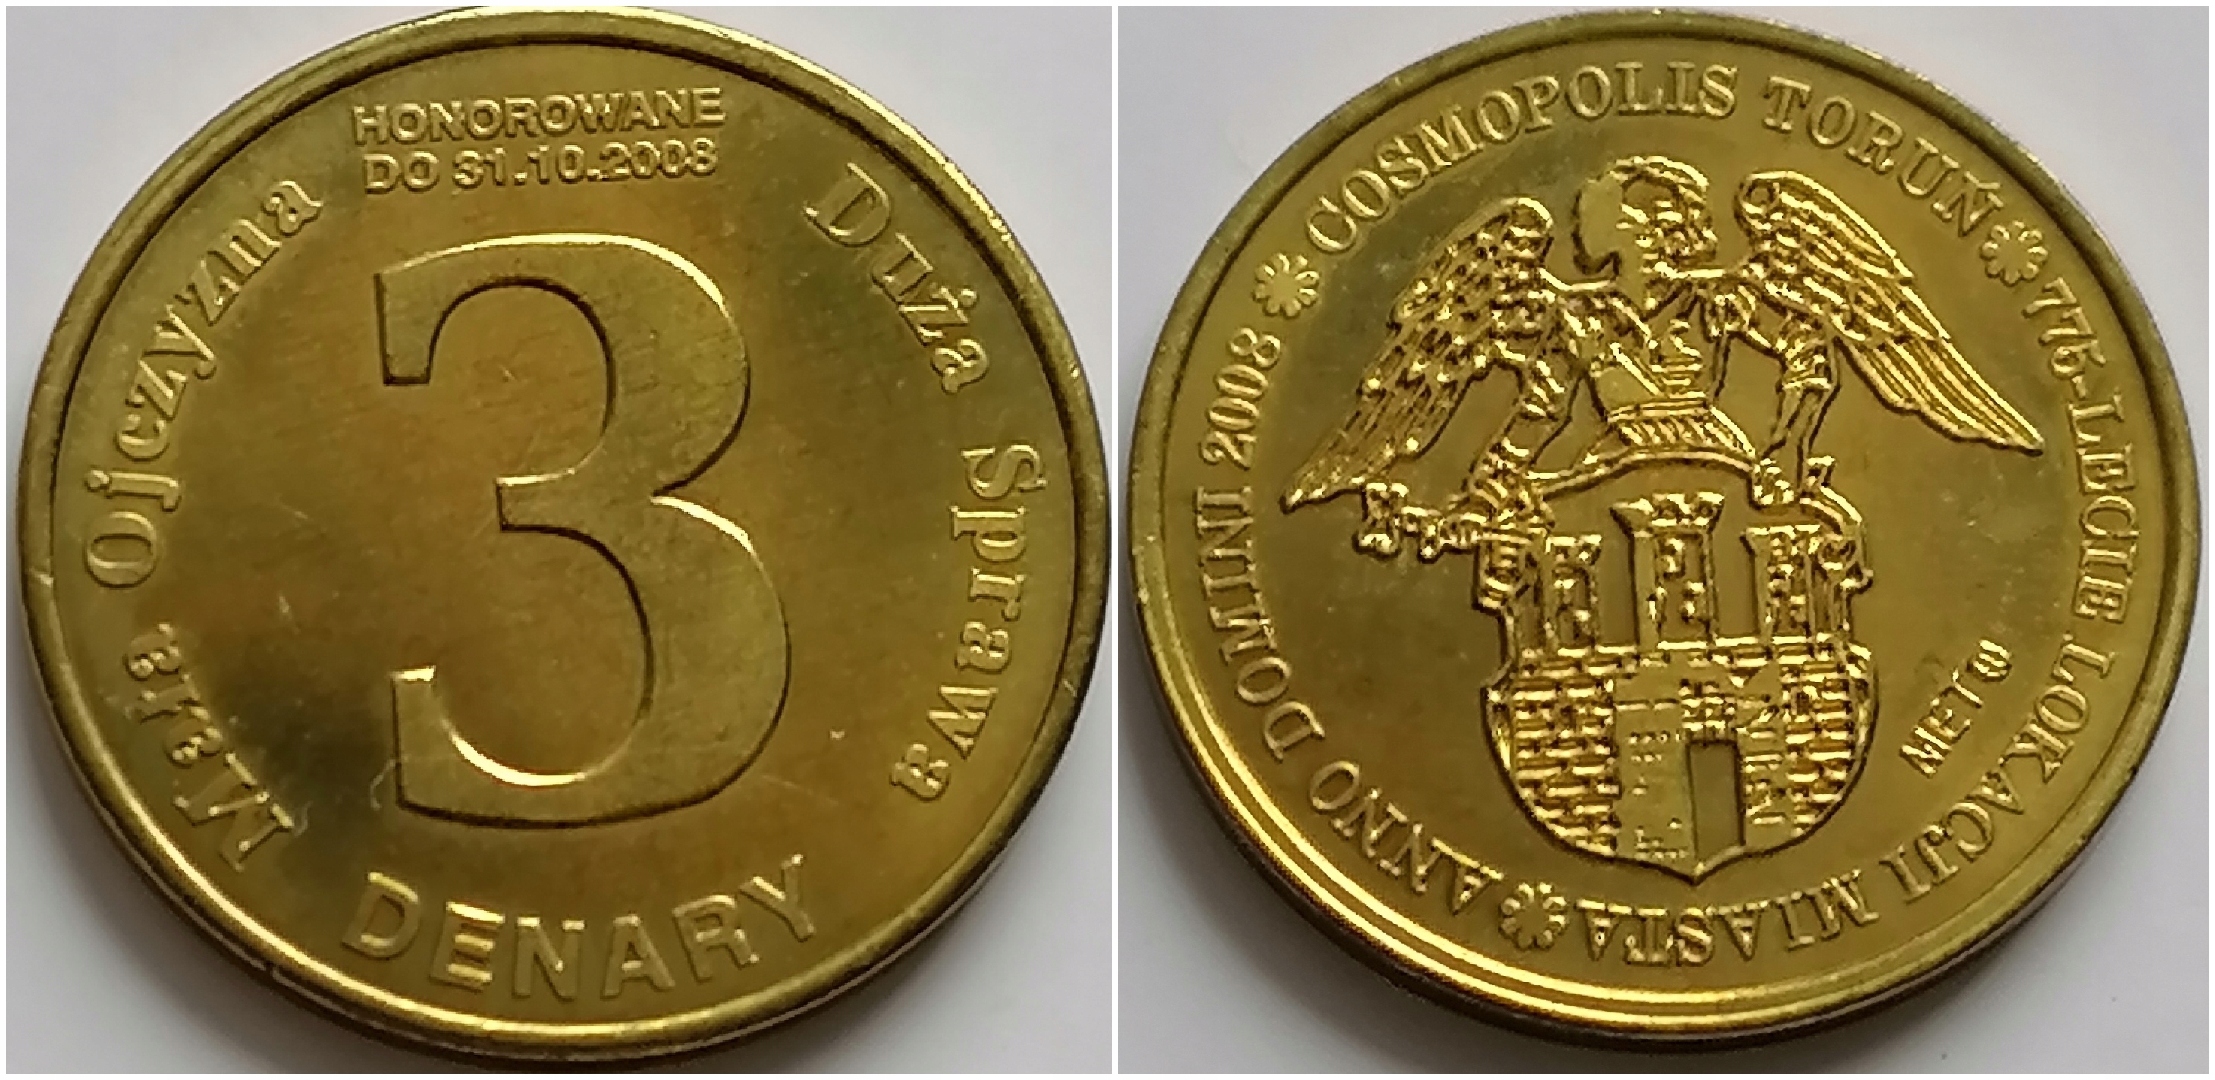 HONOROWANE
DO 31.10.2008
Mała Ojczyzna Duża Sprawa
3
DENARY
COSMOPOLIS TORUŃ
775-LECIE LOKACJI MIASTA
ANNO DOMINI 2008